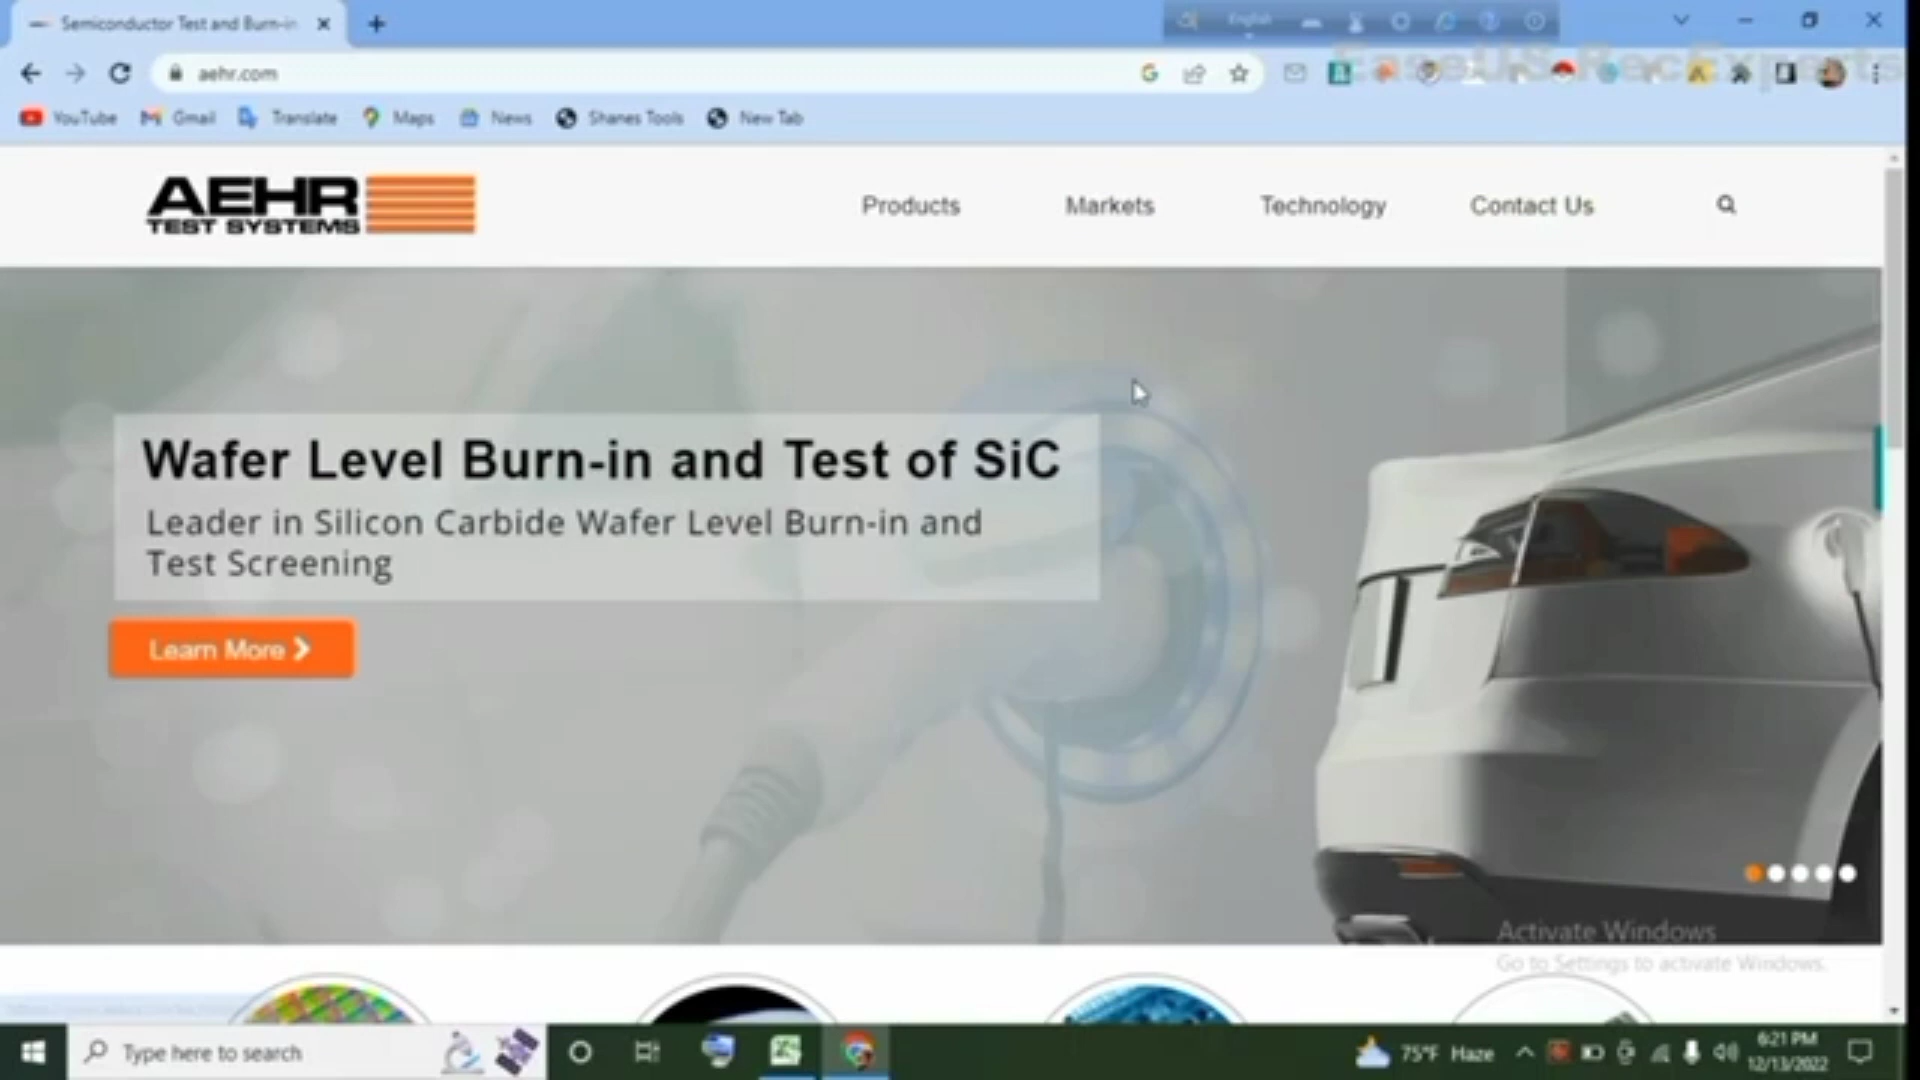 Semiconductor Test and Burn-in
English
aehr.com
EaseUS RecExperts
YouTube
Gmail
Translate
Maps
News
Shanes Tools
New Tab
AEHR
TEST SYSTEMS
Products
Markets
Technology
Contact Us
Wafer Level Burn-in and Test of SiC
Leader in Silicon Carbide Wafer Level Burn-in and
Test Screening
Learn More
Activate Windows
Go to Settings to activate Windows.
Type here to search
75°F Haze
6:21 PM
12/13/2022